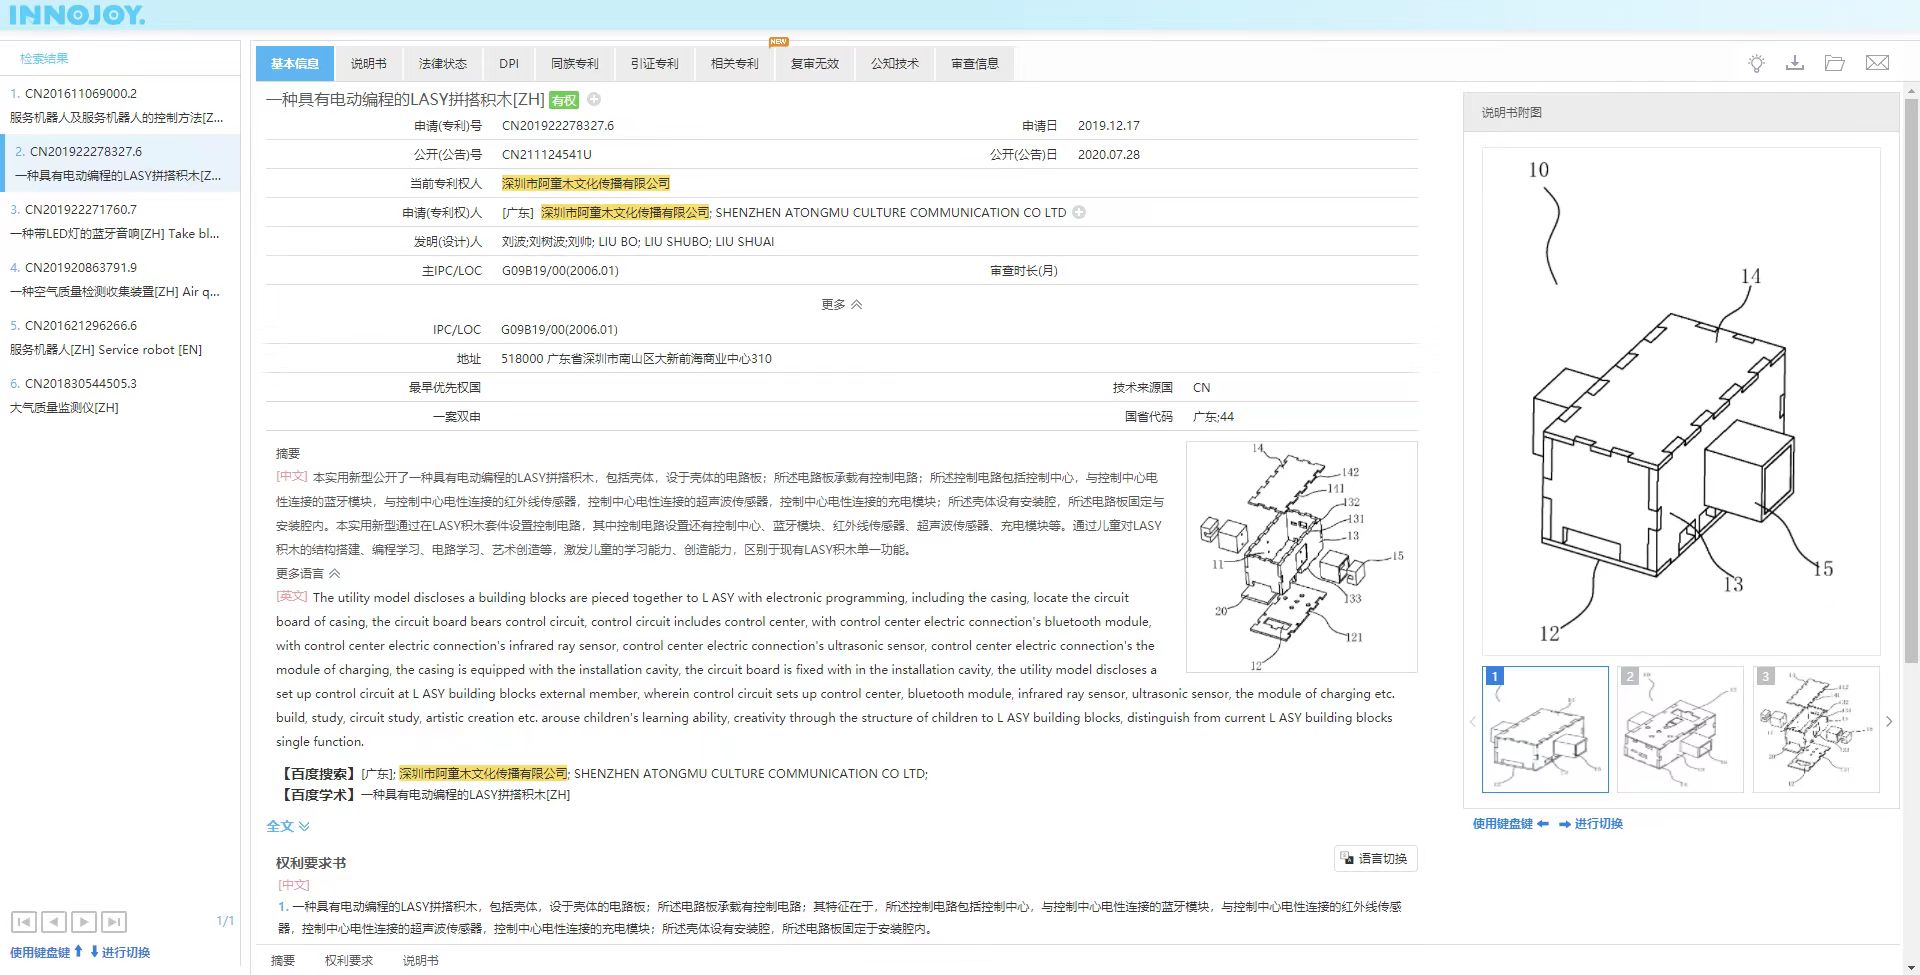 INNOJOY.
检索结果
1. CN201611069000.2
服务机器人及服务机器人的控制方法[Z...
2. CN201922278327.6
一种具有电动编程的LASY拼搭积木[Z...
3. CN201922271760.7
一种带LED灯的蓝牙音响[ZH] Take bl...
4. CN201920863791.9
一种空气质量检测收集装置[ZH] Air q...
5. CN201621296266.6
服务机器人[ZH] Service robot [EN]
6. CN201830544505.3
大气质量监测仪[ZH]
1/1
使用键盘键 进行切换
NEW
基本信息 说明书 法律状态 DPI 同族专利 引证专利 相关专利 复审无效 公知技术 审查信息
一种具有电动编程的LASY拼搭积木[ZH] 有权
申请(专利)号 CN201922278327.6 申请日 2019.12.17
公开(公告)号 CN211124541U 公开(公告)日 2020.07.28
当前专利权人 深圳市阿童木文化传播有限公司
申请(专利权)人 [广东] 深圳市阿童木文化传播有限公司; SHENZHEN ATONGMU CULTURE COMMUNICATION CO LTD
发明(设计)人 刘波;刘树波;刘帅; LIU BO; LIU SHUBO; LIU SHUAI
主IPC/LOC G09B19/00(2006.01) 审查时长(月)
更多
IPC/LOC G09B19/00(2006.01)
地址 518000 广东省深圳市南山区大新前海商业中心310
最早优先权国 技术来源国 CN
一案双申 国省代码 广东;44
摘要
[中文] 本实用新型公开了一种具有电动编程的LASY拼搭积木，包括壳体，设于壳体的电路板；所述电路板承载有控制电路；所述控制电路包括控制中心，与控制中心电
性连接的蓝牙模块，与控制中心电性连接的红外线传感器，控制中心电性连接的超声波传感器，控制中心电性连接的充电模块；所述壳体设有安装腔，所述电路板固定与
安装腔内。本实用新型通过在LASY积木套件设置控制电路，其中控制电路设置还有控制中心、蓝牙模块、红外线传感器、超声波传感器、充电模块等。通过儿童对LASY
积木的结构搭建、编程学习、电路学习、艺术创造等，激发儿童的学习能力、创造能力，区别于现有LASY积木单一功能。
更多语言
[英文] The utility model discloses a building blocks are pieced together to L ASY with electronic programming, including the casing, locate the circuit
board of casing, the circuit board bears control circuit, control circuit includes control center, with control center electric connection's bluetooth module,
with control center electric connection's infrared ray sensor, control center electric connection's ultrasonic sensor, control center electric connection's the
module of charging, the casing is equipped with the installation cavity, the circuit board is fixed with in the installation cavity, the utility model discloses a
set up control circuit at L ASY building blocks external member, wherein control circuit sets up control center, bluetooth module, infrared ray sensor, ultrasonic sensor, the module of charging etc.
build, study, circuit study, artistic creation etc. arouse children's learning ability, creativity through the structure of children to L ASY building blocks, distinguish from current L ASY building blocks
single function.
14
142
141
132
131
13
15
11
133
20
121
12
【百度搜索】[广东]; 深圳市阿童木文化传播有限公司; SHENZHEN ATONGMU CULTURE COMMUNICATION CO LTD;
【百度学术】一种具有电动编程的LASY拼搭积木[ZH]
全文
权利要求书
语言切换
[中文]
1. 一种具有电动编程的LASY拼搭积木，包括壳体，设于壳体的电路板；所述电路板承载有控制电路；其特征在于，所述控制电路包括控制中心，与控制中心电性连接的蓝牙模块，与控制中心电性连接的红外线传感
器，控制中心电性连接的超声波传感器，控制中心电性连接的充电模块；所述壳体设有安装腔，所述电路板固定于安装腔内。
摘要 权利要求 说明书
说明书附图
10
14
15
13
12
1 2 3
使用键盘键 进行切换